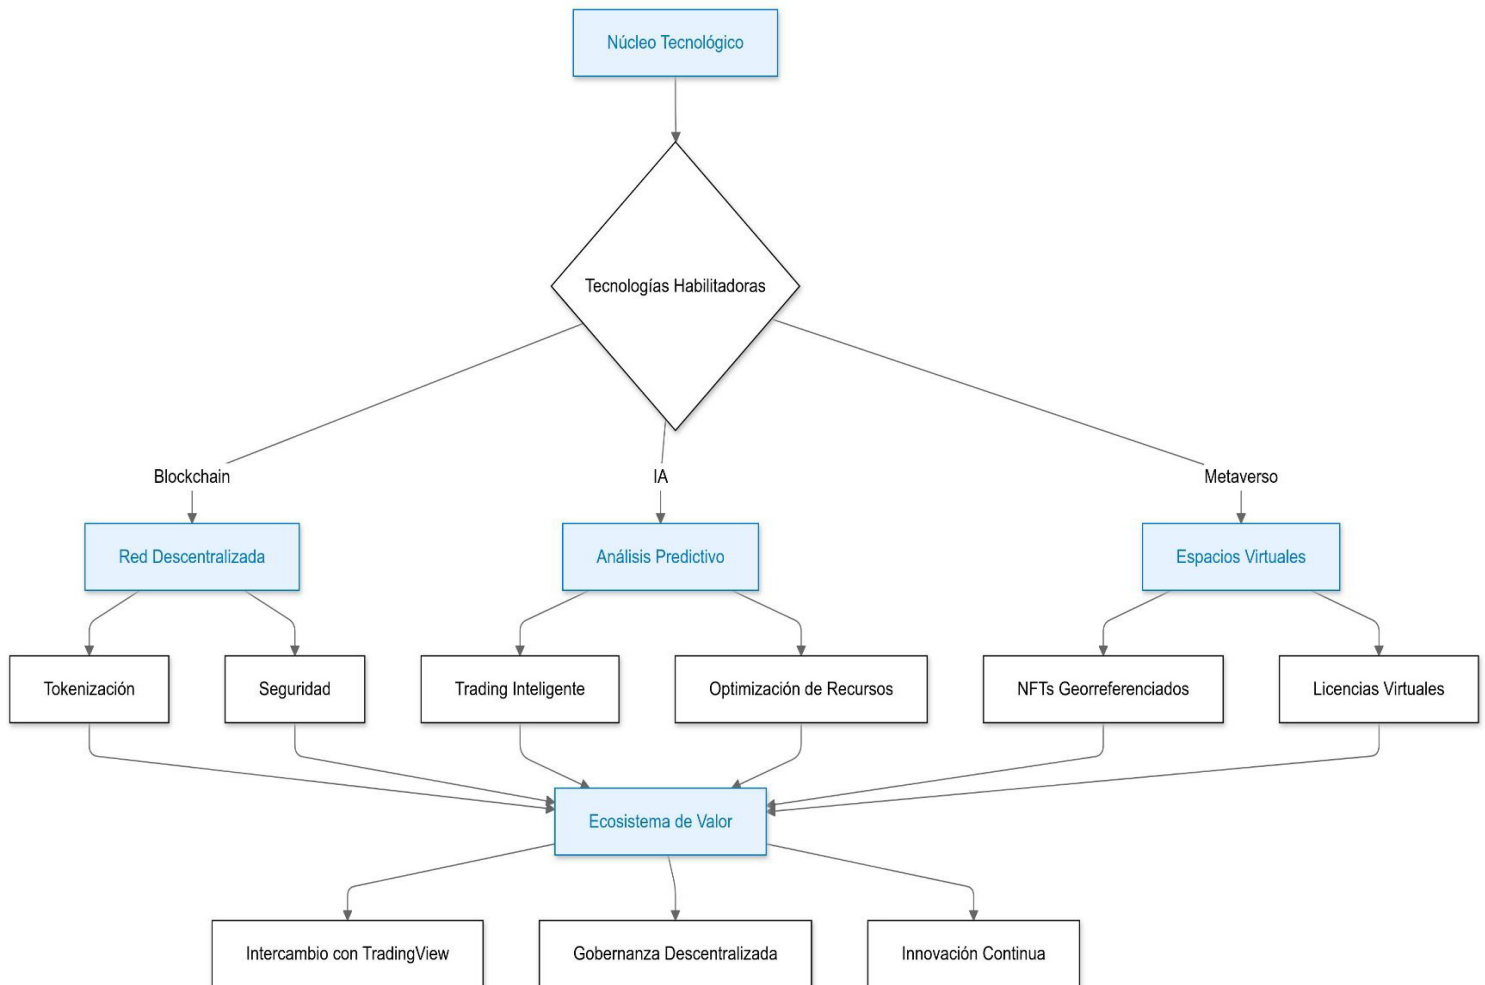 Núcleo Tecnológico
Tecnologías Habilitadoras
Blockchain
IA
Metaverso
Red Descentralizada
Análisis Predictivo
Espacios Virtuales
Tokenización
Seguridad
Trading Inteligente
Optimización de Recursos
NFTs Georreferenciados
Licencias Virtuales
Ecosistema de Valor
Intercambio con TradingView
Gobernanza Descentralizada
Innovación Continua